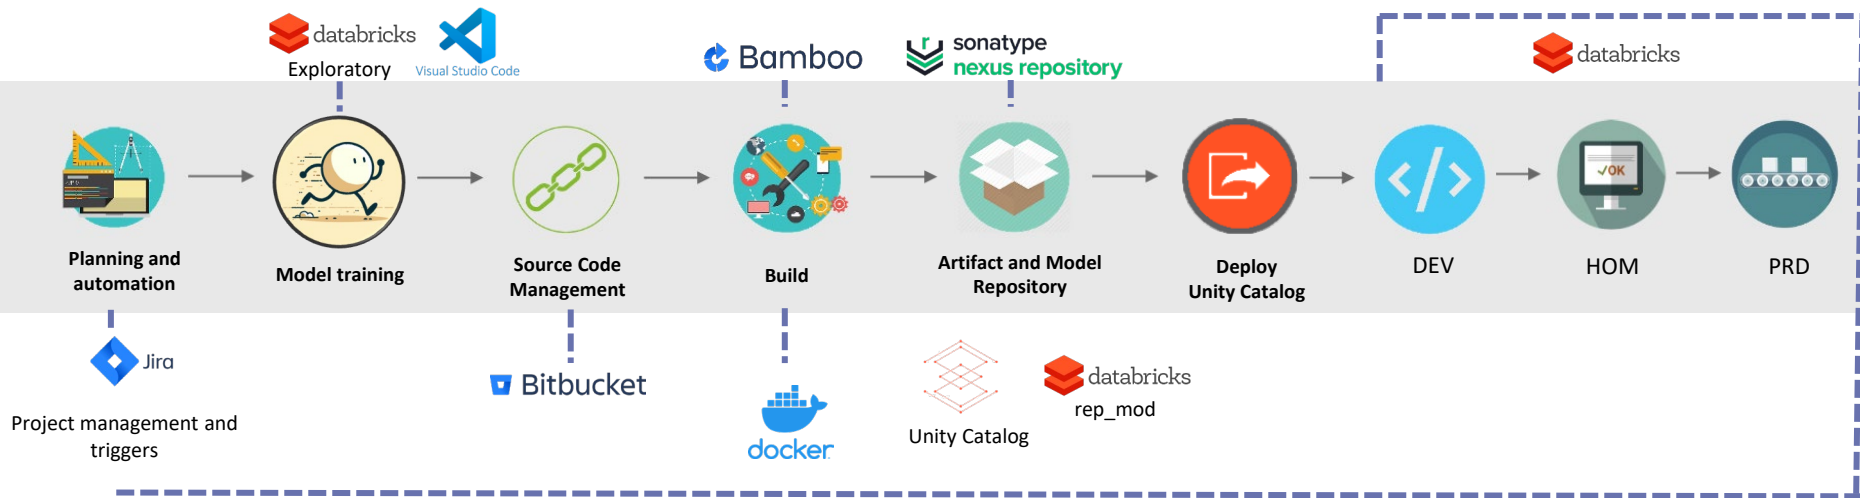 databricks
Exploratory
Visual Studio Code
Bamboo
sonatype
nexus repository
databricks
Planning and
automation
Model training
Source Code
Management
Build
Artifact and Model
Repository
Deploy
Unity Catalog
</>
DEV
✓OK
HOM
PRD
Jira
Project management and
triggers
Bitbucket
docker
Unity Catalog
databricks
rep_mod